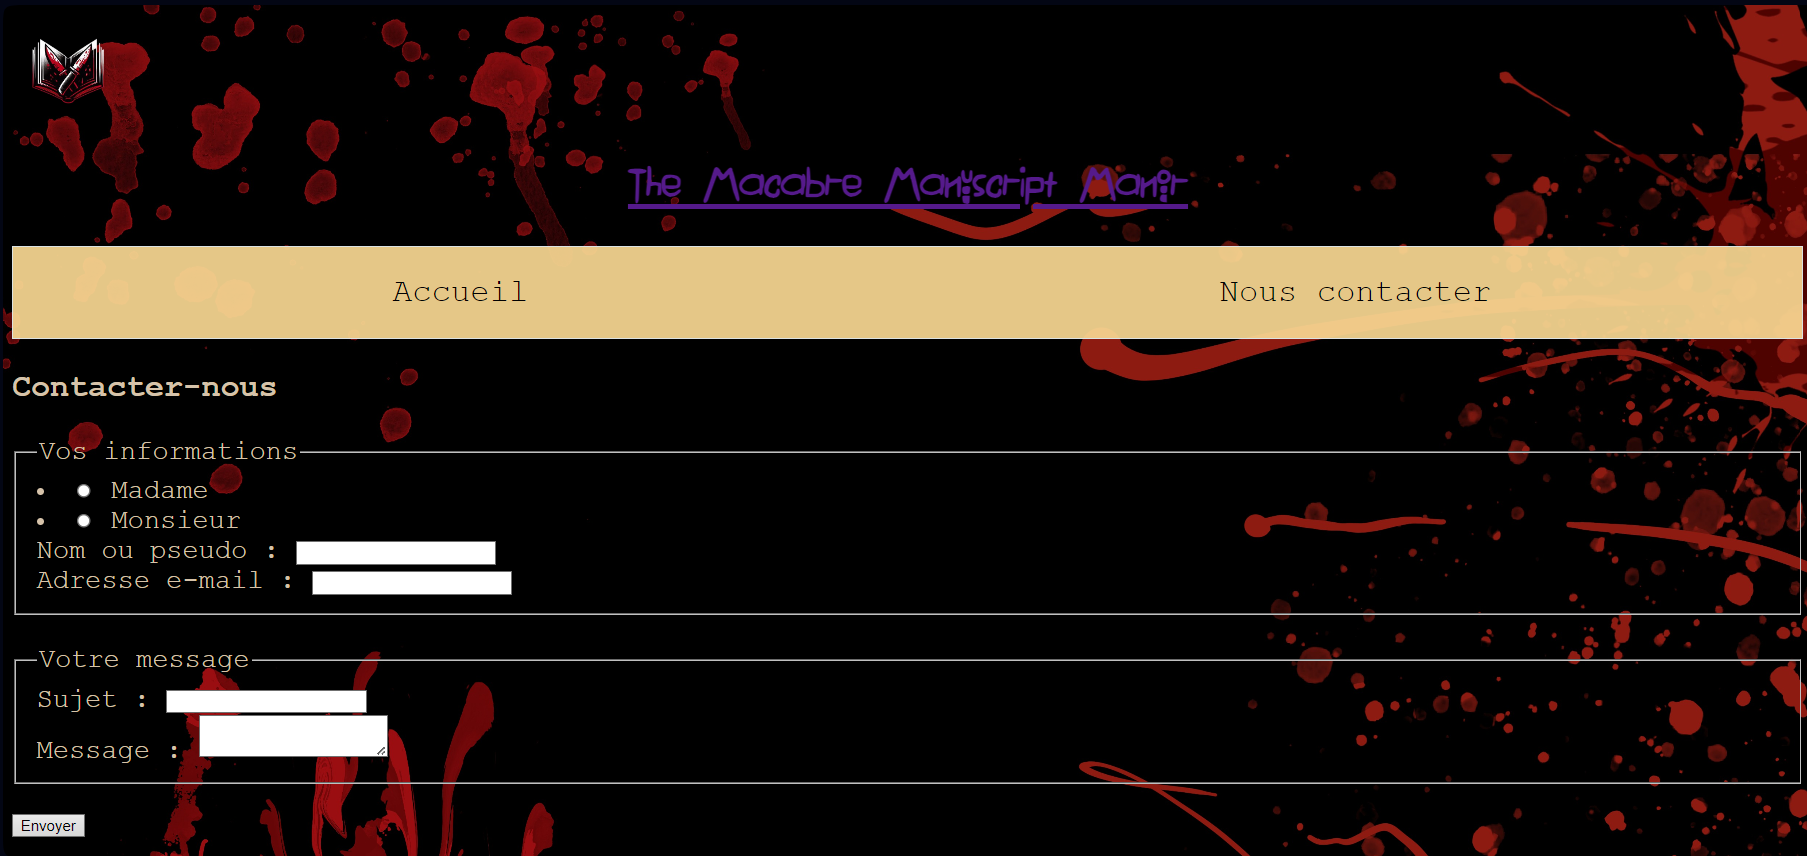 The Macabre Manuscript Manor
Accueil Nous contacter
Contacter-nous
Vos informations
Madame
Monsieur
Nom ou pseudo :
Adresse e-mail :
Votre message
Sujet :
Message :
Envoyer